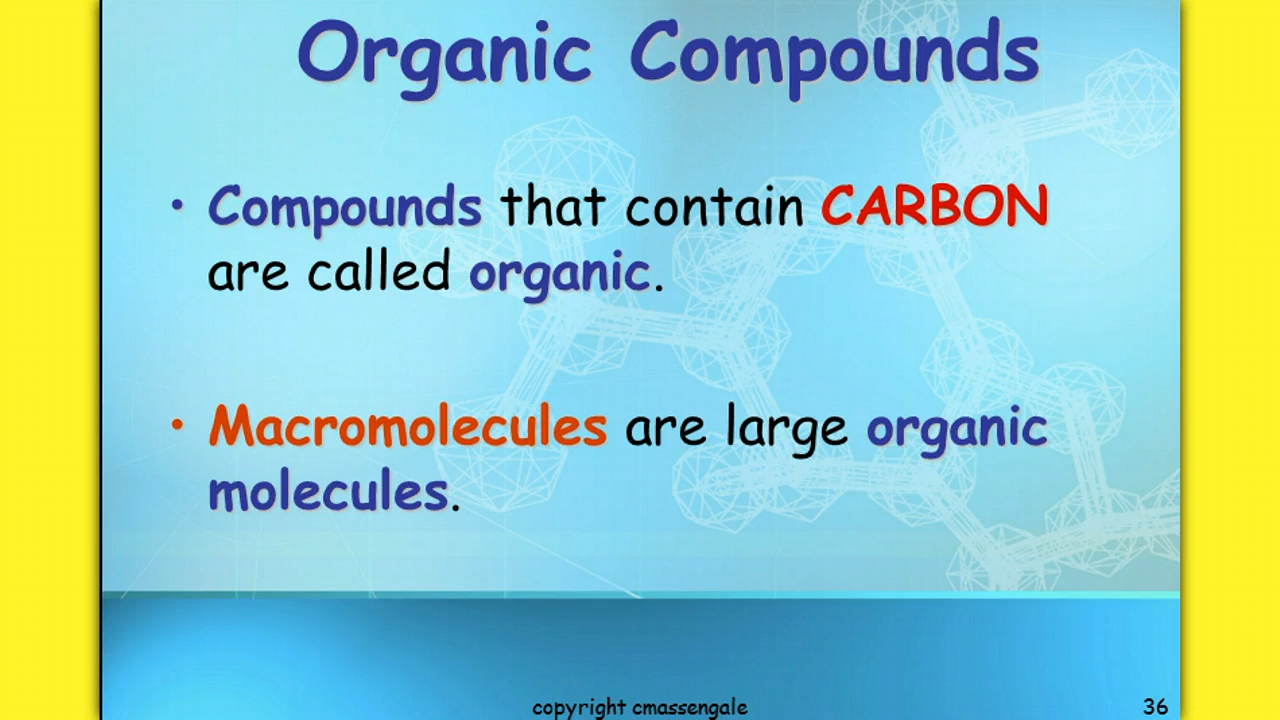 Organic Compounds
• Compounds that contain CARBON
are called organic.
• Macromolecules are large organic
molecules.
copyright cmassengale
36